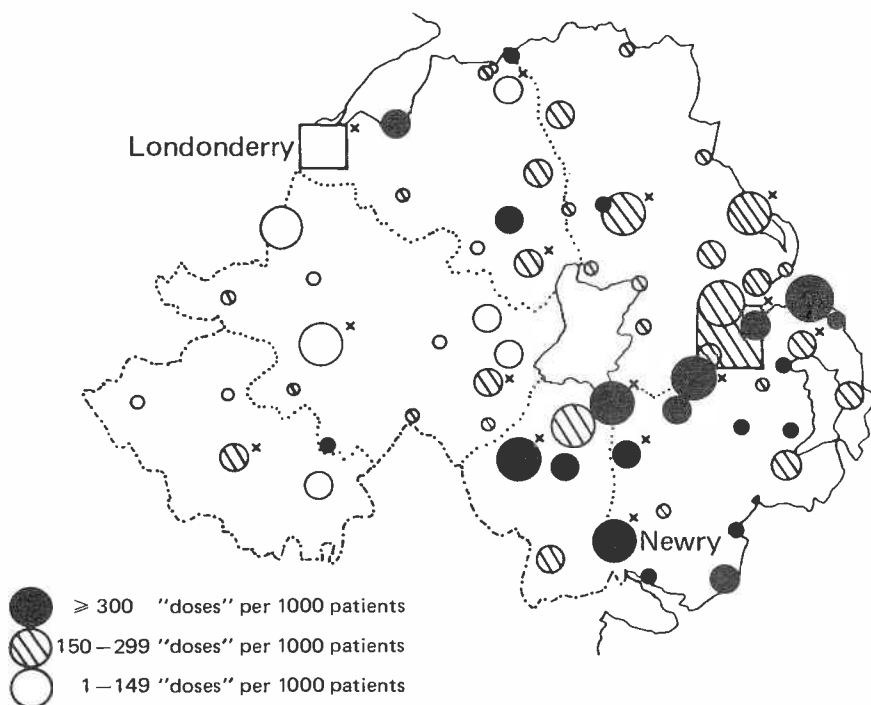 Londonderry
Newry
⩾ 300 "doses" per 1000 patients
150–299 "doses" per 1000 patients
1–149 "doses" per 1000 patients